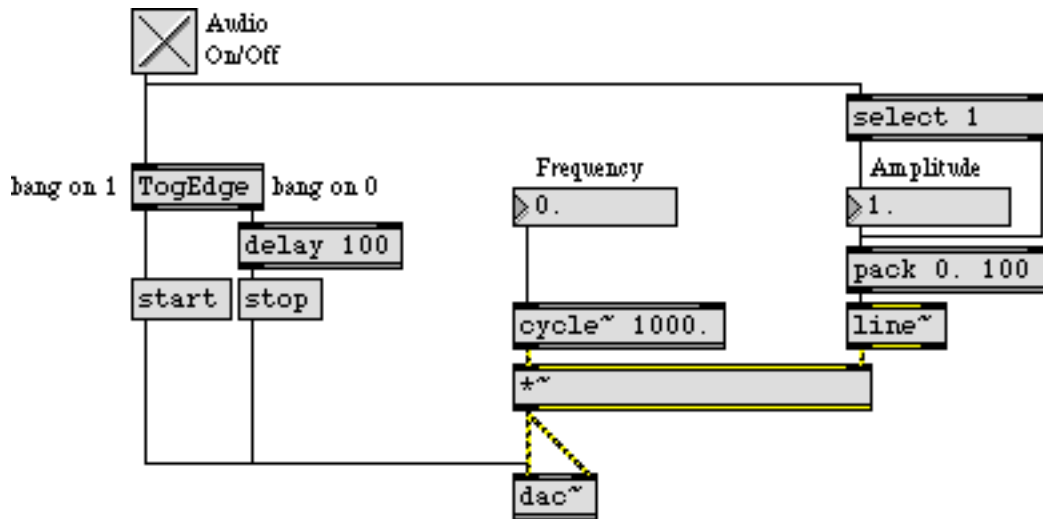 Audio
On/Off
select 1
bang on 1
TogEdge
bang on 0
Frequency
Amplitude
0.
1.
delay 100
pack 0. 100
start
stop
cycle~ 1000.
line~
*~
dac~